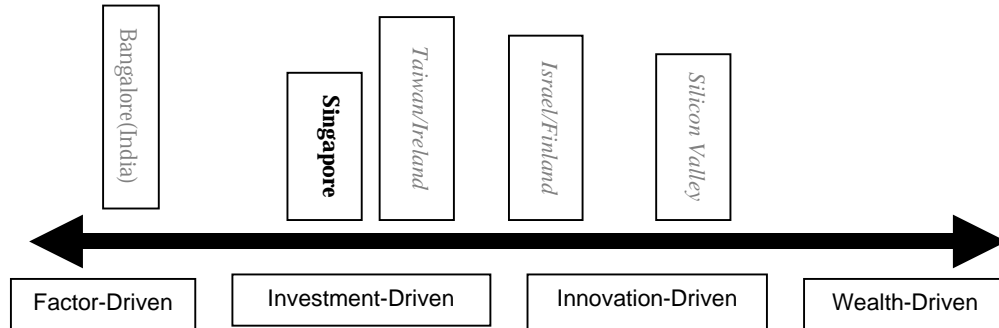 Bangalore(India)
Singapore
Taiwan/Ireland
Israel/Finland
Silicon Valley
Factor-Driven
Investment-Driven
Innovation-Driven
Wealth-Driven